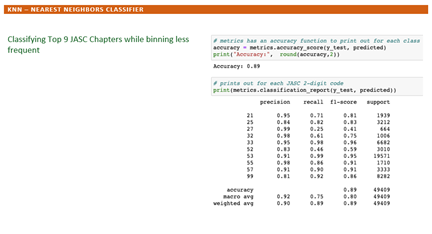 KNN – NEAREST NEIGHBORS CLASSIFIER
Classifying Top 9 JASC Chapters while binning less
frequent
# metrics has an accuracy function to print out for each class
accuracy = metrics.accuracy_score(y_test, predicted)
print("Accuracy:", round(accuracy,2))
Accuracy: 0.89
# prints out for each JASC 2-digit code
print(metrics.classification_report(y_test, predicted))
precision recall f1-score support
21 0.95 0.71 0.81 1939
25 0.84 0.82 0.83 3212
27 0.99 0.25 0.41 664
32 0.98 0.61 0.75 1006
33 0.95 0.98 0.96 6682
52 0.83 0.46 0.59 3010
53 0.91 0.99 0.95 19571
55 0.98 0.86 0.91 1710
57 0.91 0.90 0.91 3333
99 0.81 0.92 0.86 8282
accuracy 0.89 49409
macro avg 0.92 0.75 0.80 49409
weighted avg 0.90 0.89 0.89 49409